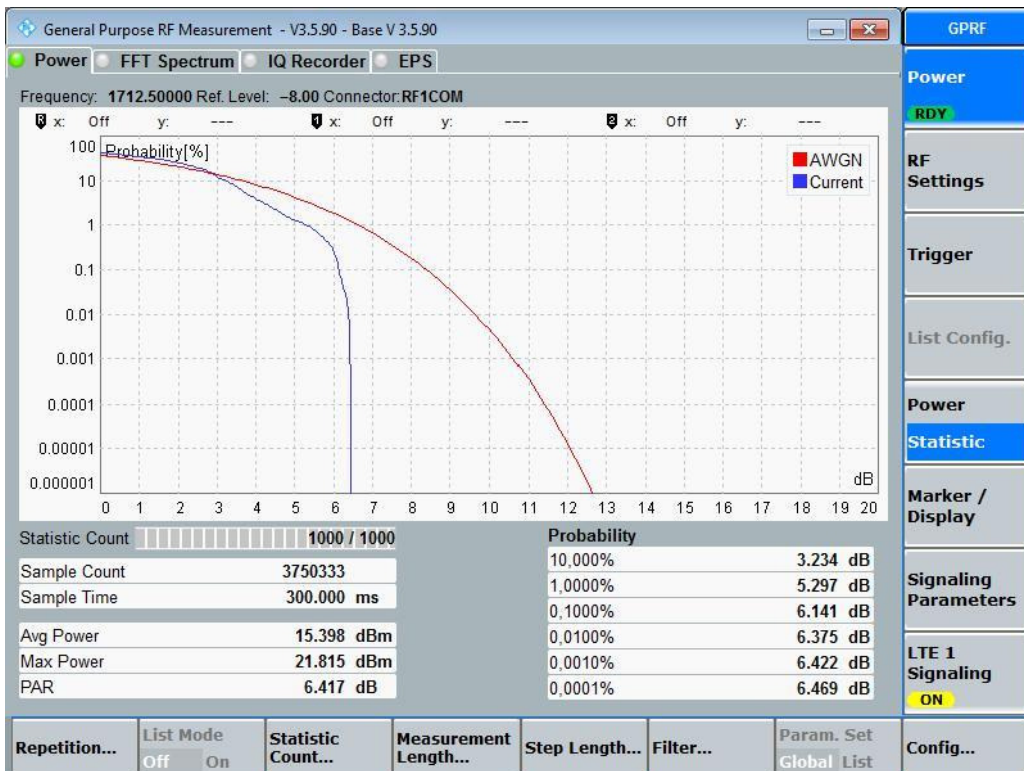 General Purpose RF Measurement - V3.5.90 - Base V 3.5.90
GPRF
Power FFT Spectrum IQ Recorder EPS
Frequency: 1712.50000 Ref. Level: −8.00 Connector: RF1COM
R x: Off y: --- 1 x: Off y: --- 2 x: Off y: ---
Probability[%]
100
10
1
0.1
0.01
0.001
0.0001
0.00001
0.000001
AWGN
Current
dB
0 1 2 3 4 5 6 7 8 9 10 11 12 13 14 15 16 17 18 19 20
Statistic Count 1000 / 1000
Sample Count 3750333
Sample Time 300.000 ms
Avg Power 15.398 dBm
Max Power 21.815 dBm
PAR 6.417 dB
Probability
10,000% 3.234 dB
1,0000% 5.297 dB
0,1000% 6.141 dB
0,0100% 6.375 dB
0,0010% 6.422 dB
0,0001% 6.469 dB
Power
RDY
RF
Settings
Trigger
List Config.
Power
Statistic
Marker /
Display
Signaling
Parameters
LTE 1
Signaling
ON
Repetition...
List Mode
Off On
Statistic
Count...
Measurement
Length...
Step Length...
Filter...
Param. Set
Global List
Config...